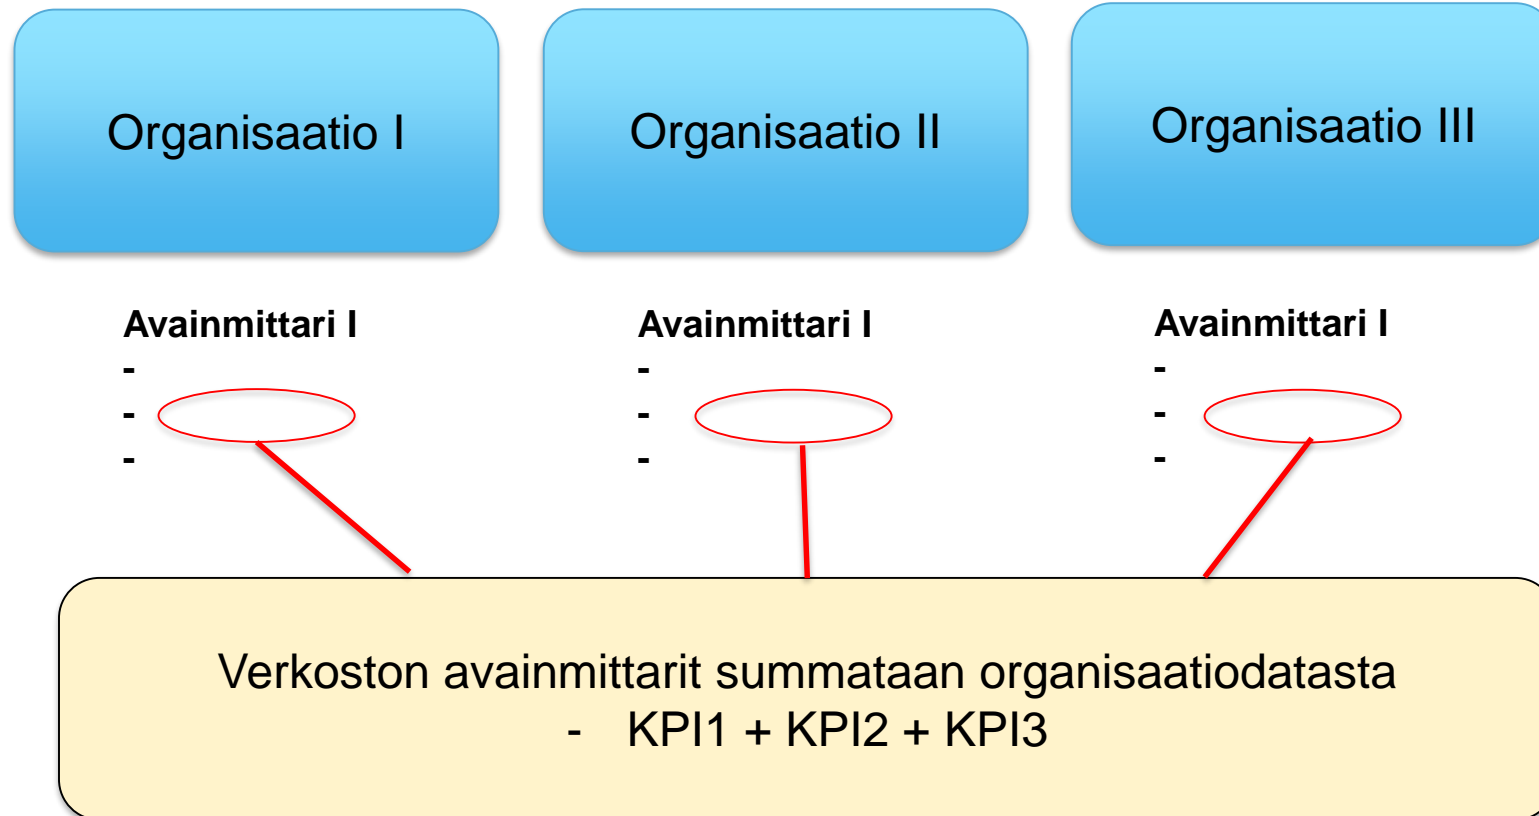 Organisaatio I
Organisaatio II
Organisaatio III
Avainmittari I
-
-
-
Avainmittari I
-
-
-
Avainmittari I
-
-
-
Verkoston avainmittarit summataan organisaatiodatasta
- KPI1 + KPI2 + KPI3